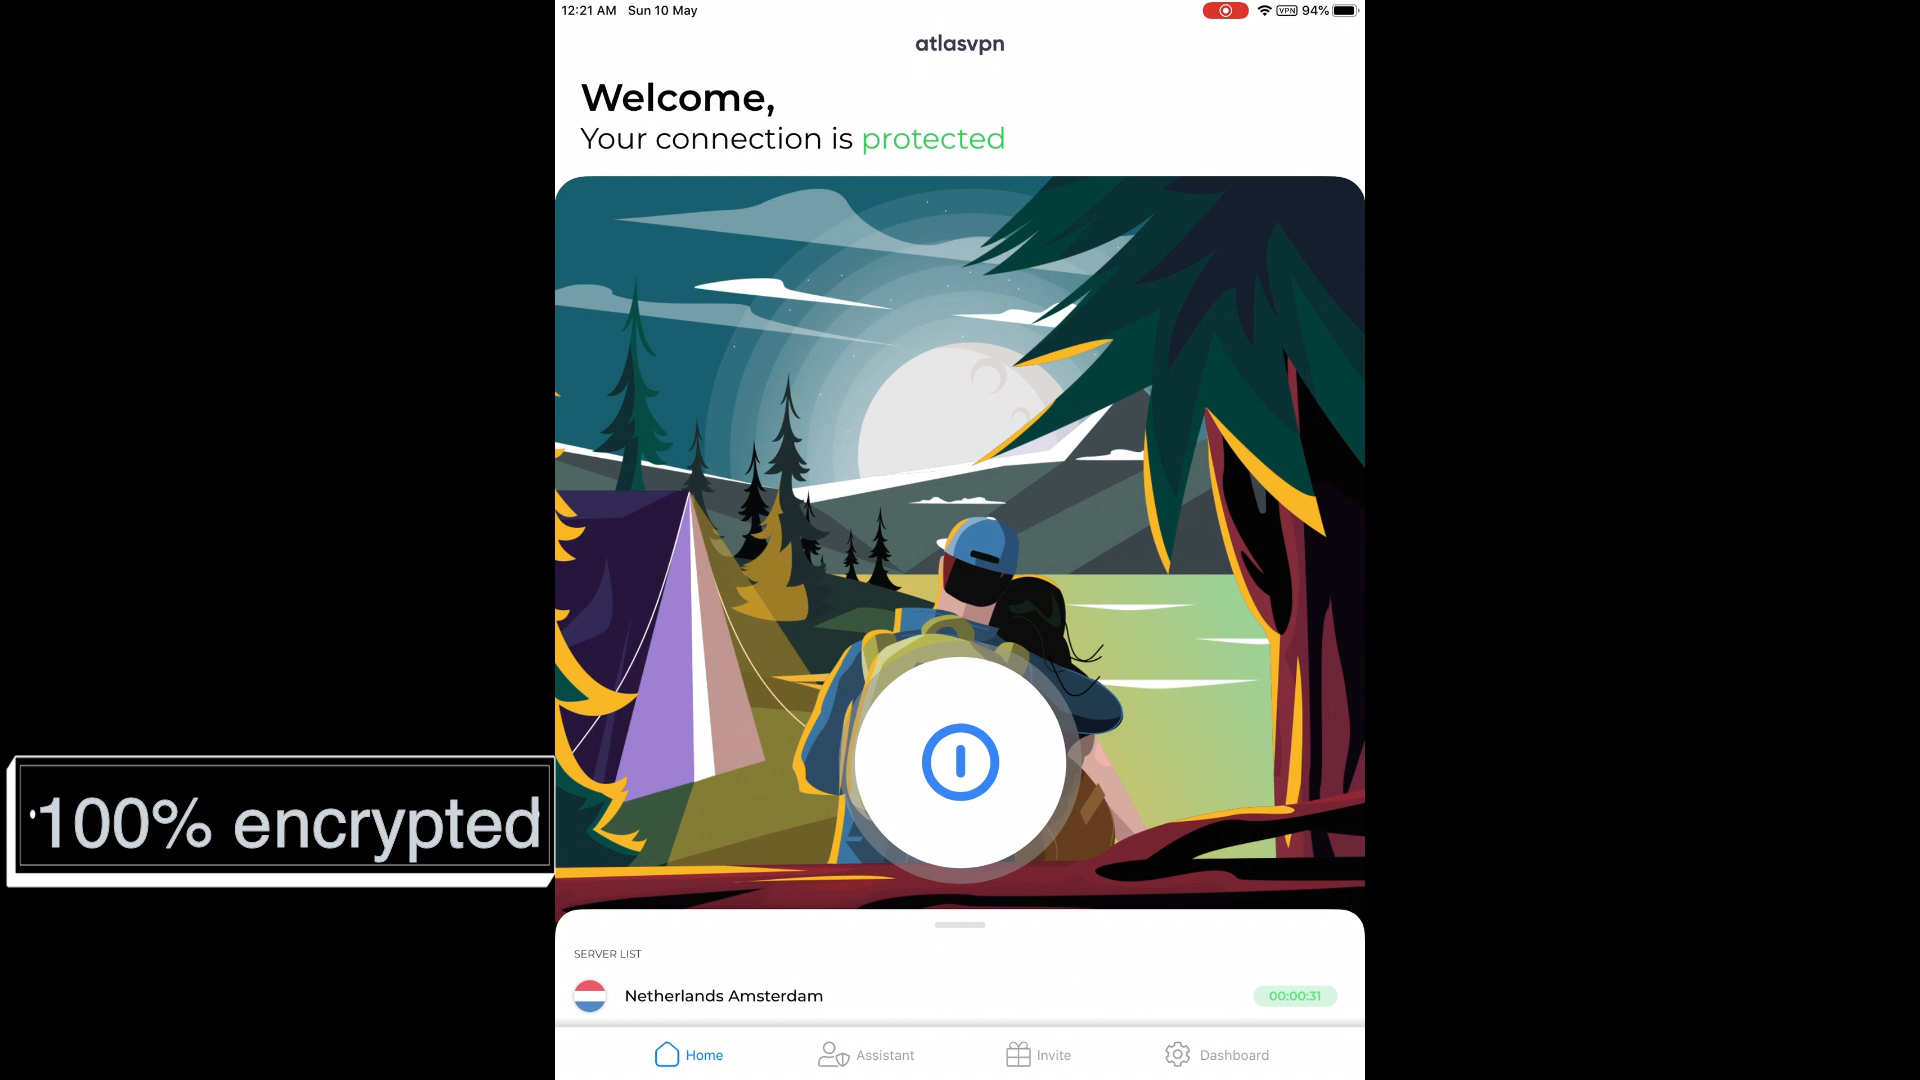 12:21 AM Sun 10 May
VPN 94%
atlasvpn
Welcome,
Your connection is protected
100% encrypted
SERVER LIST
Netherlands Amsterdam 00:00:31
Home Assistant Invite Dashboard